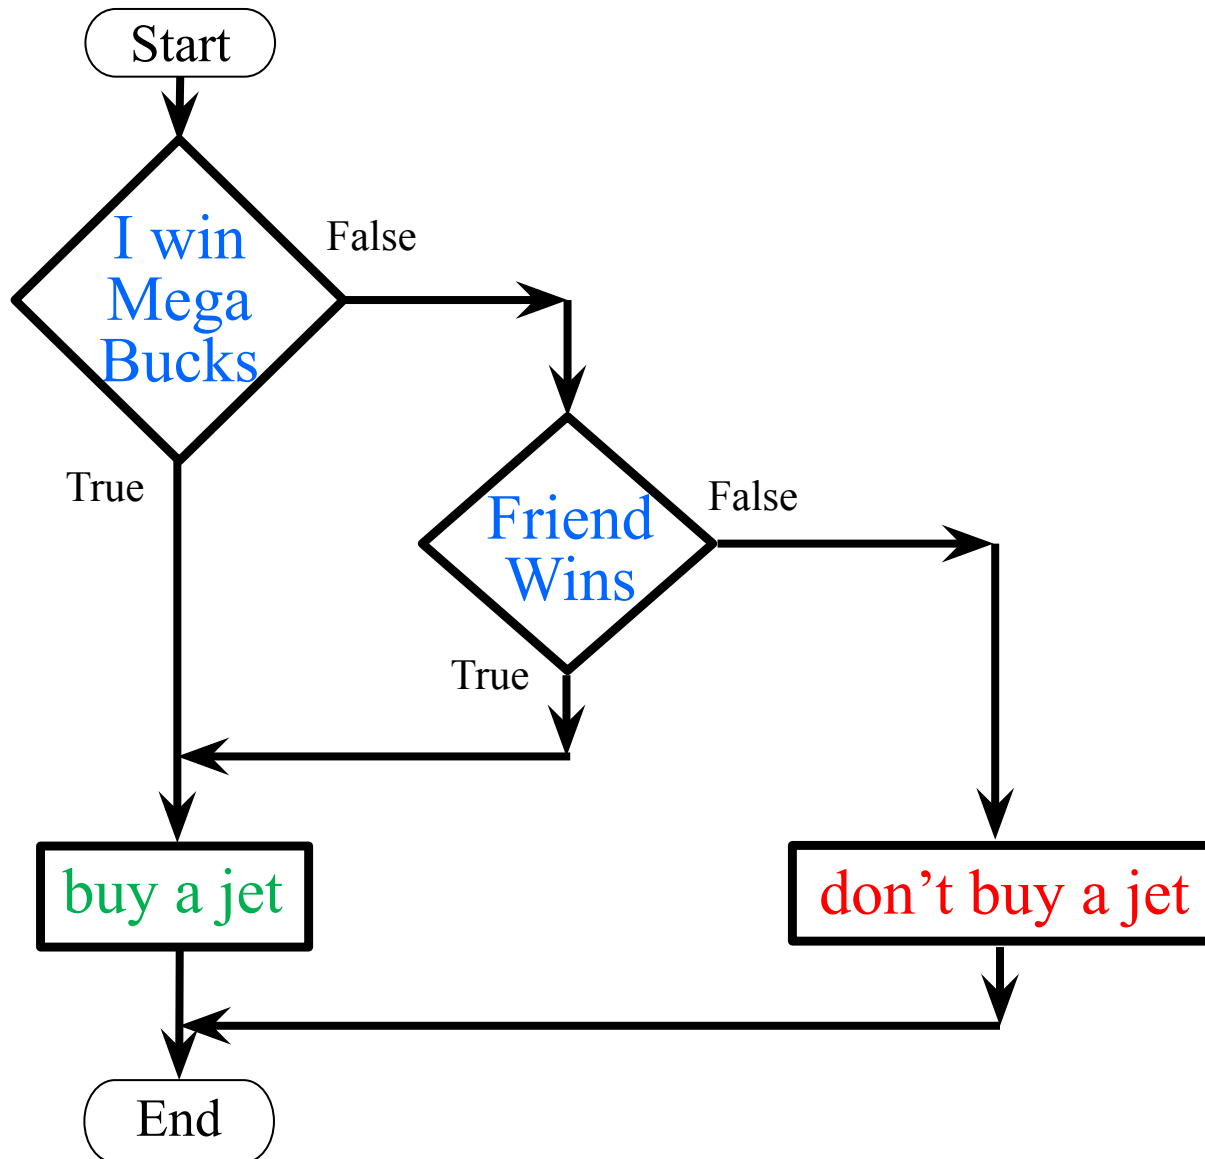 Start
I win
Mega
Bucks
False
True
Friend
Wins
False
True
buy a jet
don’t buy a jet
End